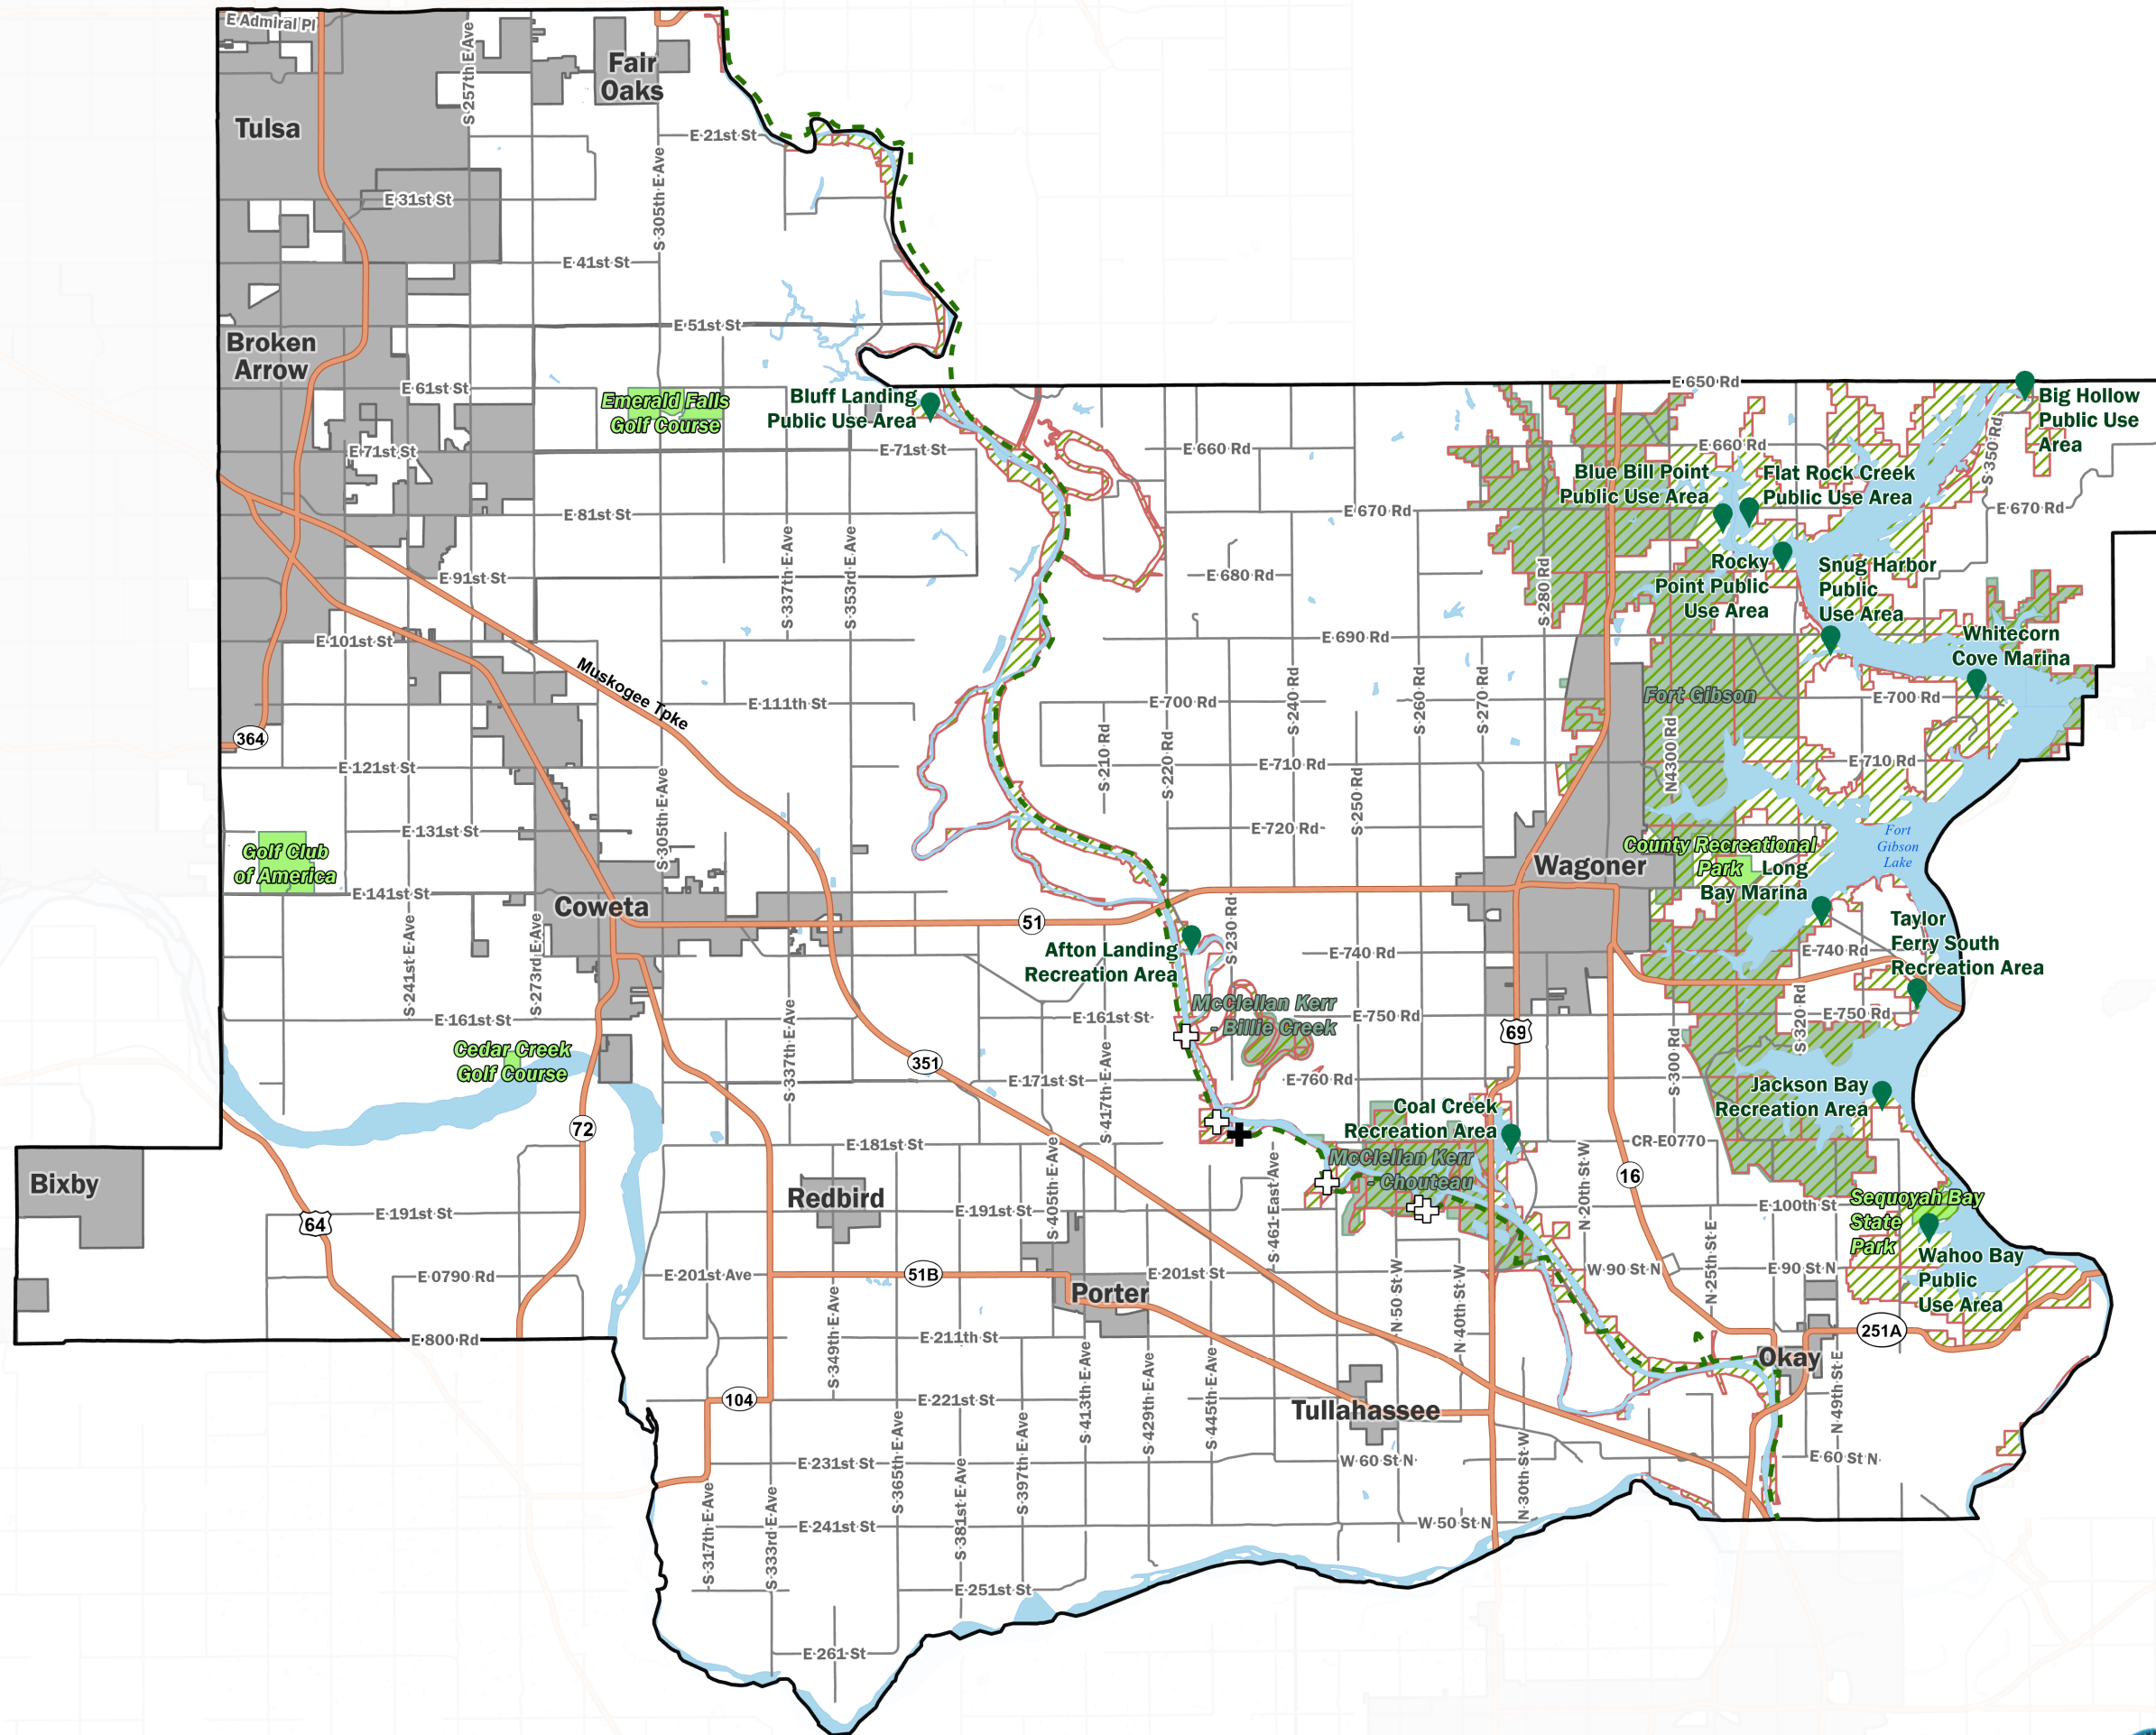 E Admiral Pl
S 257th E Ave
Fair
Oaks
Tulsa
E 21st St
S 305th E Ave
E 31st St
E 41st St
E 51st St
Broken
Arrow
E 61st St
Emerald Falls
Golf Course
Bluff Landing
Public Use Area
E 650 Rd
Big Hollow
Public Use
Area
E 71st St
E 71st St
E 660 Rd
E 660 Rd
S 350 Rd
Blue Bill Point
Public Use Area
Flat Rock Creek
Public Use Area
E 81st St
E 670 Rd
E 670 Rd
S 337th E Ave
S 353rd E Ave
E 91st St
E 680 Rd
S 280 Rd
Rocky
Point Public
Use Area
Snug Harbor
Public
Use Area
E 101st St
E 690 Rd
Whitecorn
Cove Marina
Muskogee Tpke
E 111th St
E 700 Rd
S 240 Rd
S 260 Rd
S 270 Rd
Fort Gibson
E 700 Rd
364
E 121st St
S 305th E Ave
S 210 Rd
S 220 Rd
E 710 Rd
S 250 Rd
N4300 Rd
E 710 Rd
E 131st St
E 720 Rd
Golf Club
of America
Fort
Gibson
Lake
County Recreational
Park
Long
Bay Marina
Wagoner
E 141st St
Coweta
51
S 241st E Ave
S 273rd E Ave
S 230 Rd
Afton Landing
Recreation Area
E 740 Rd
E 740 Rd
Taylor
Ferry South
Recreation Area
McClellan Kerr
- Billie Creek
E 161st St
E 161st St
E 750 Rd
E 750 Rd
S 320 Rd
S 300 Rd
69
Cedar Creek
Golf Course
S 337th E Ave
351
S 417th E Ave
E 171st St
E 760 Rd
Jackson Bay
Recreation Area
Coal Creek
Recreation Area
72
E 181st St
CR-E0770
McClellan Kerr
- Chouteau
Bixby
Redbird
S 405th E Ave
S 461 East Ave
N 20th St W
16
Sequoyah Bay
State
Park
64
E 191st St
E 191st St
E 100th St
Wahoo Bay
Public
Use Area
E 0790 Rd
E 201st Ave
51B
E 201st St
W 90 St N
E 90 St N
N 25th St E
Porter
N 50 St W
N 40th St W
E 800 Rd
S 349th E Ave
E 211th St
251A
Okay
104
E 221st St
S 413th E Ave
S 429th E Ave
S 445th E Ave
Tullahassee
N 49th St E
S 365th E Ave
E 231st St
S 397th E Ave
W 60 St N
N 30th St W
E 60 St N
S 317th E Ave
S 333rd E Ave
E 241st St
S 381st E Ave
W 50 St N
E 251st St
E 261 St